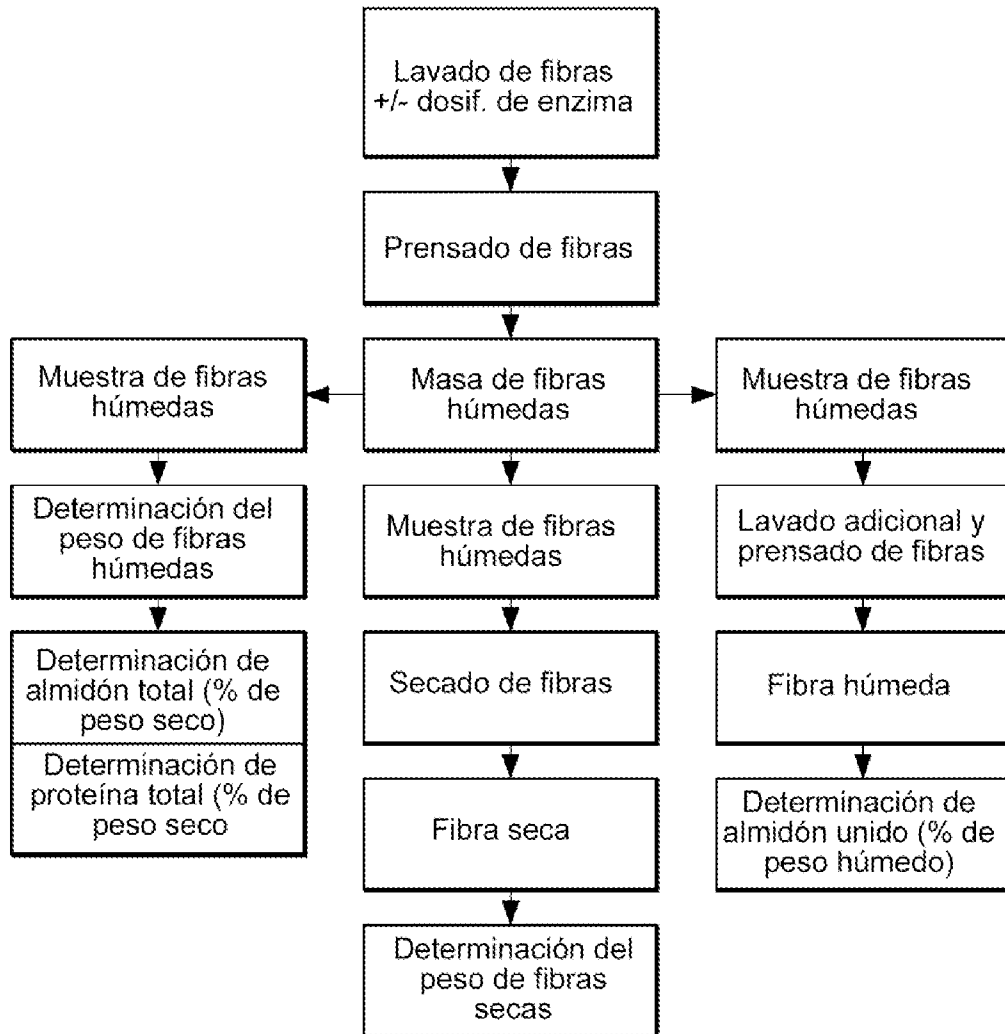 Lavado de fibras
+/- dosif. de enzima
Prensado de fibras
Muestra de fibras
húmedas
Masa de fibras
húmedas
Muestra de fibras
húmedas
Determinación del
peso de fibras
húmedas
Muestra de fibras
húmedas
Lavado adicional y
prensado de fibras
Determinación de
almidón total (% de
peso seco)
Determinación de
proteína total (% de
peso seco
Secado de fibras
Fibra húmeda
Fibra seca
Determinación de
almidón unido (% de
peso húmedo)
Determinación del
peso de fibras
secas